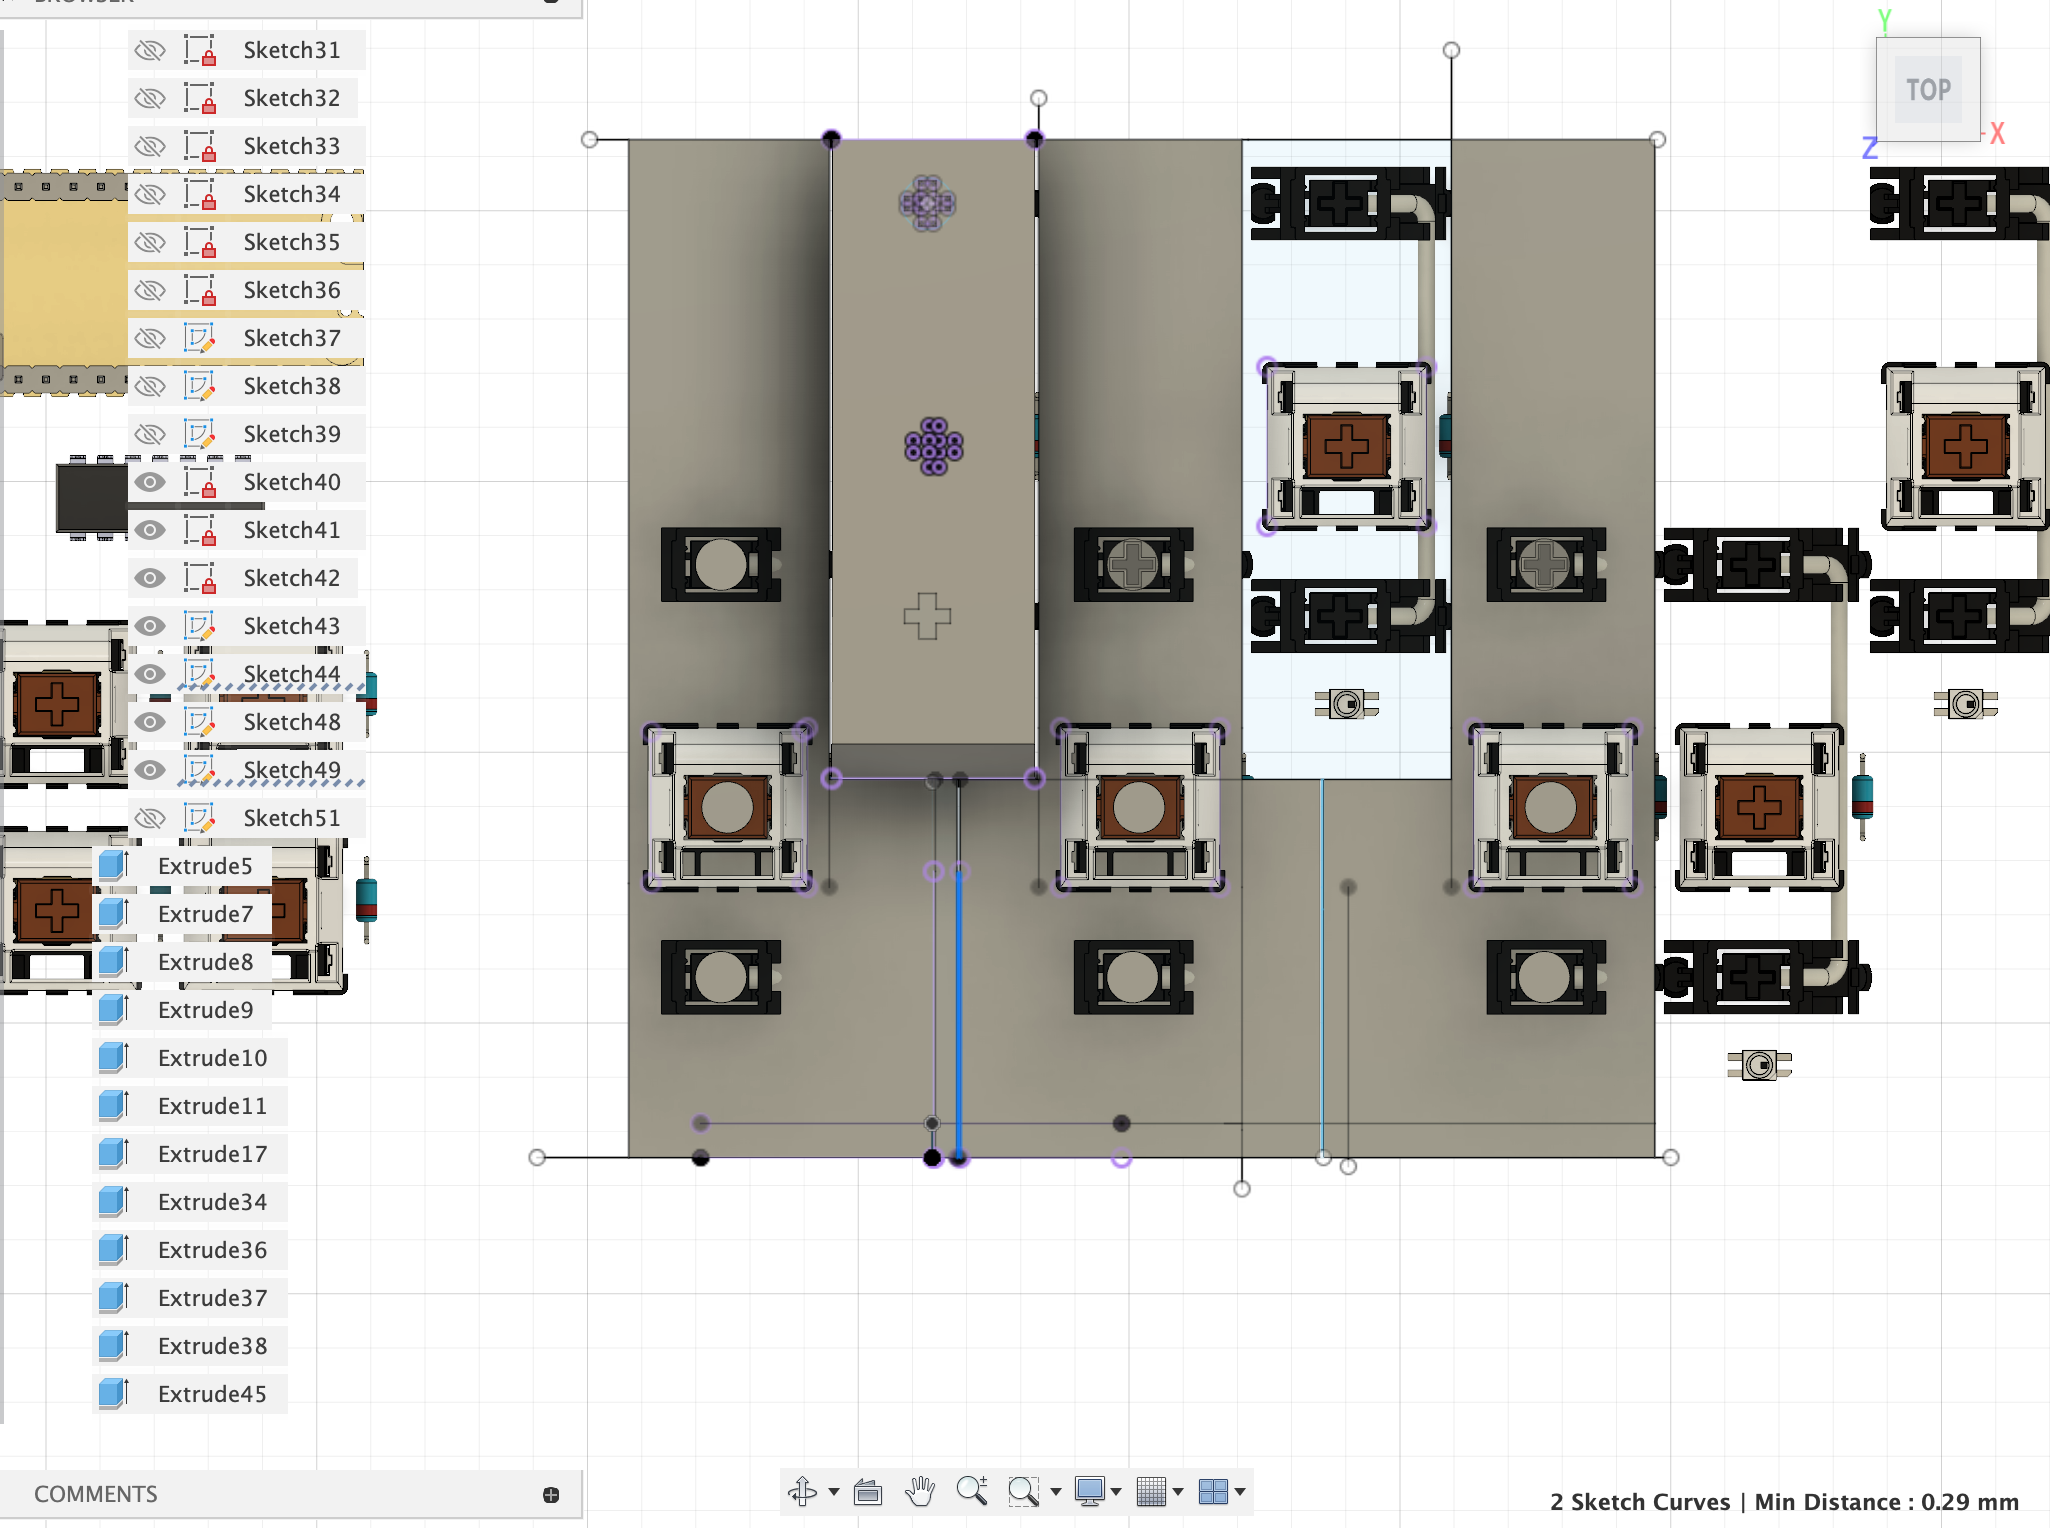 BROWSER
Sketch31
Sketch32
Sketch33
Sketch34
Sketch35
Sketch36
Sketch37
Sketch38
Sketch39
Sketch40
Sketch41
Sketch42
Sketch43
Sketch44
Sketch48
Sketch49
Sketch51
Extrude5
Extrude7
Extrude8
Extrude9
Extrude10
Extrude11
Extrude17
Extrude34
Extrude36
Extrude37
Extrude38
Extrude45
COMMENTS
Y
TOP
X
Z
2 Sketch Curves | Min Distance : 0.29 mm